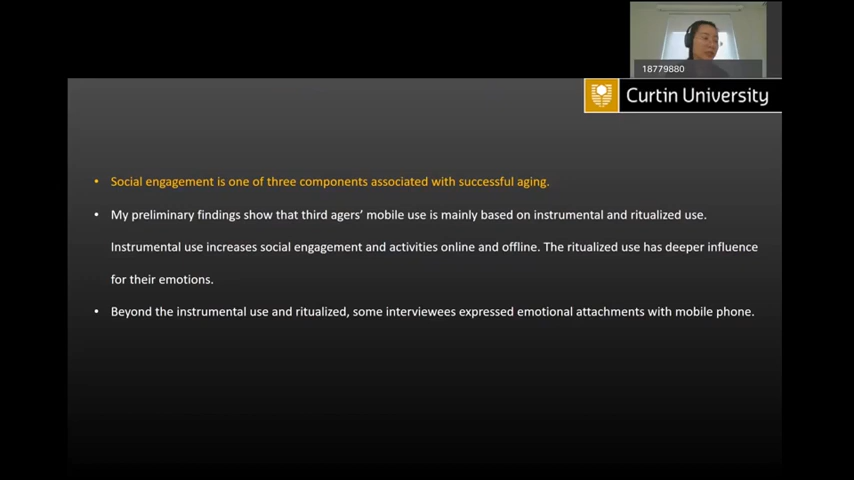 18779880
Curtin University
• Social engagement is one of three components associated with successful aging.
• My preliminary findings show that third agers’ mobile use is mainly based on instrumental and ritualized use.
Instrumental use increases social engagement and activities online and offline. The ritualized use has deeper influence
for their emotions.
• Beyond the instrumental use and ritualized, some interviewees expressed emotional attachments with mobile phone.